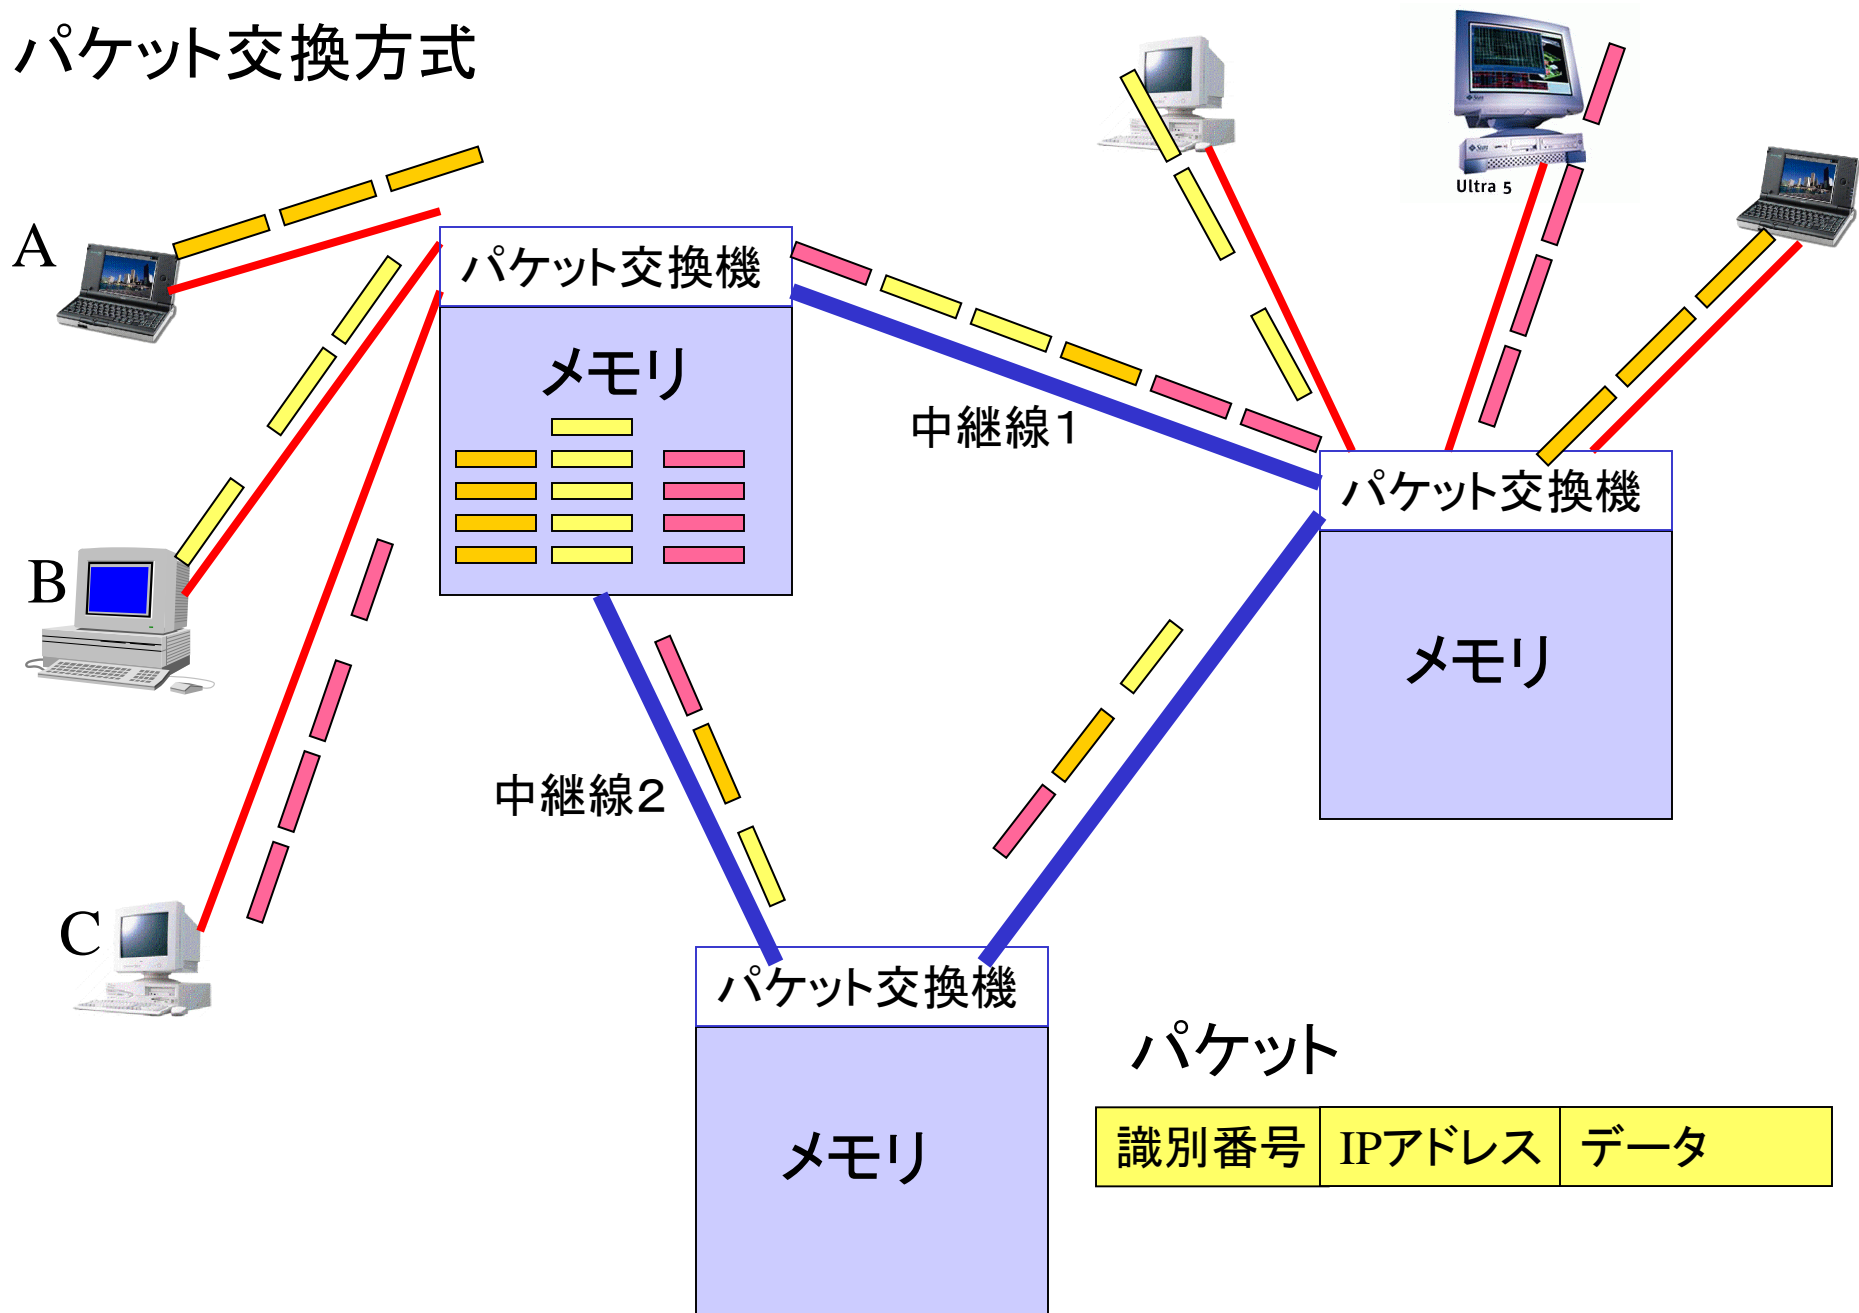 パケット交換方式
Ultra 5
A
パケット交換機
メモリ
中継線1
パケット交換機
B
メモリ
中継線2
C
パケット交換機
メモリ
パケット
識別番号 IPアドレス データ